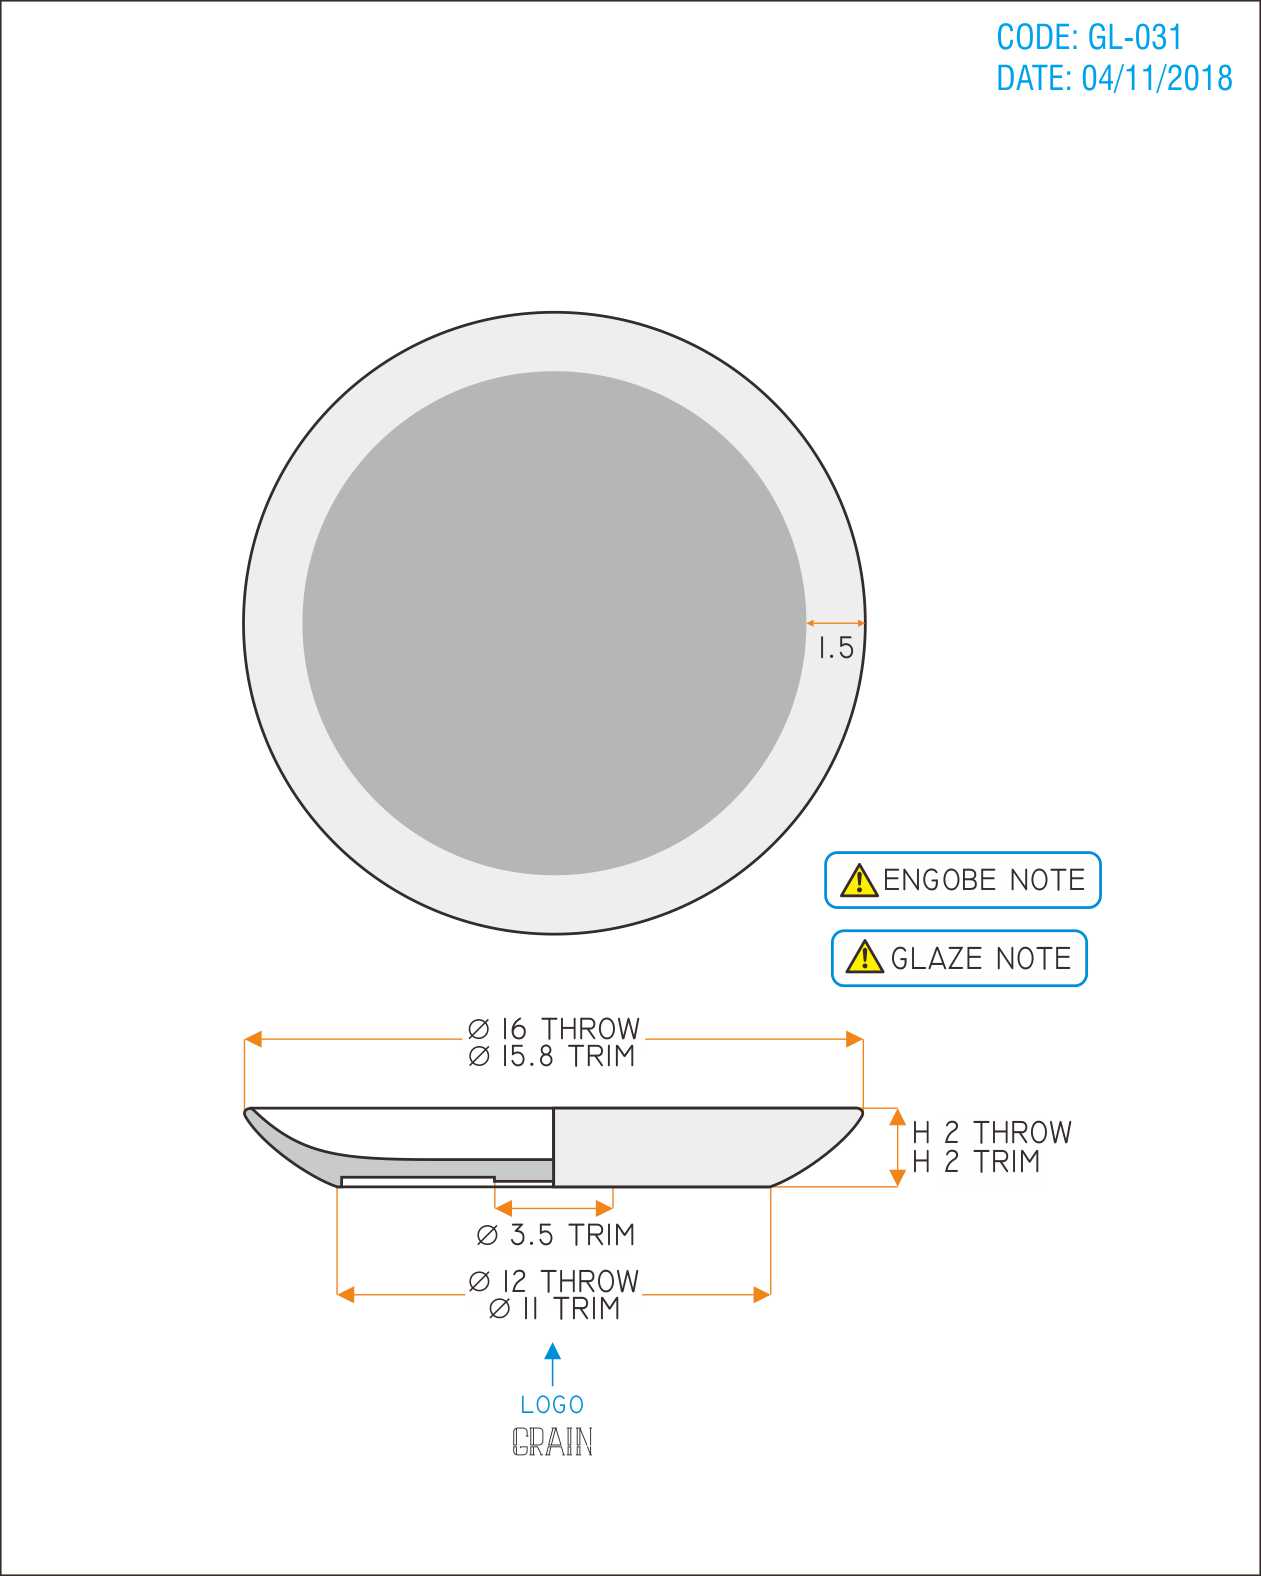 CODE: GL-031
DATE: 04/11/2018
1.5
ENGOBE NOTE
GLAZE NOTE
Ø 16 THROW
Ø 15.8 TRIM
H 2 THROW
H 2 TRIM
Ø 3.5 TRIM
Ø 12 THROW
Ø 11 TRIM
LOGO
GRAIN